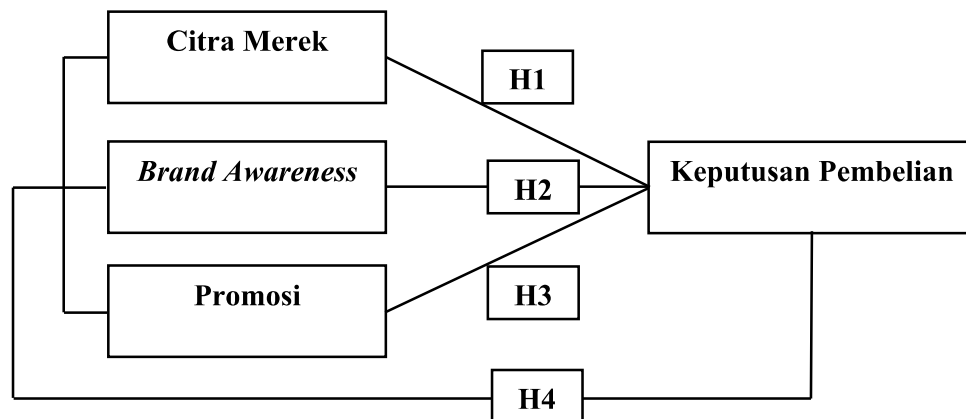 Citra Merek
H1
Brand Awareness
H2
Keputusan Pembelian
Promosi
H3
H4